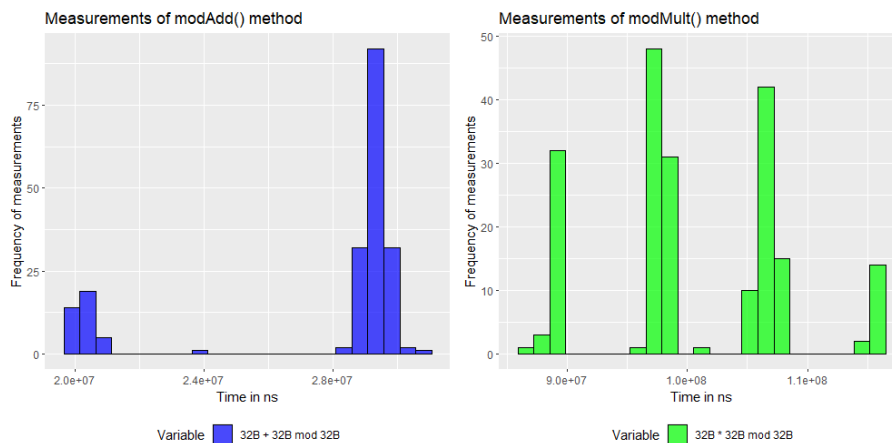 Measurements of modAdd() method
Frequency of measurements
75
50
25
0
2.0e+07 2.4e+07 2.8e+07
Time in ns
Variable 32B + 32B mod 32B
Measurements of modMult() method
Frequency of measurements
50
40
30
20
10
0
9.0e+07 1.0e+08 1.1e+08
Time in ns
Variable 32B * 32B mod 32B